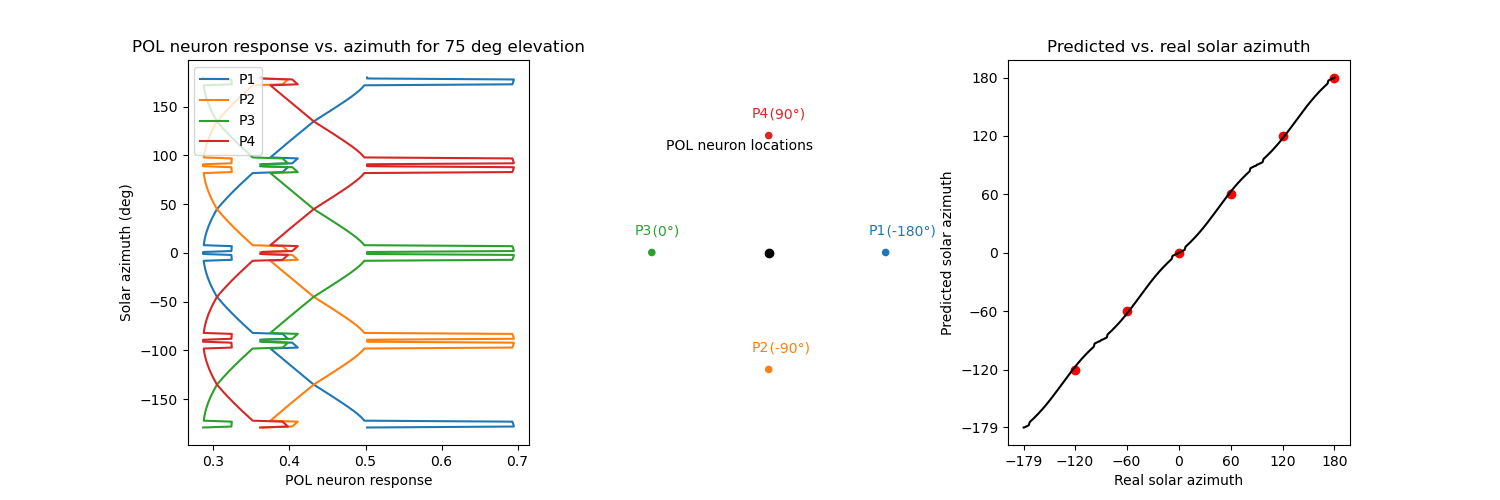 POL neuron response vs. azimuth for 75 deg elevation
P1
P2
P3
P4
Solar azimuth (deg)
150
100
50
0
−50
−100
−150
0.3
0.4
0.5
0.6
0.7
POL neuron response
P4(90°)
POL neuron locations
P3(0°)
P1(-180°)
P2(-90°)
Predicted vs. real solar azimuth
Predicted solar azimuth
180
120
60
0
−60
−120
−179
−179
−120
−60
0
60
120
180
Real solar azimuth